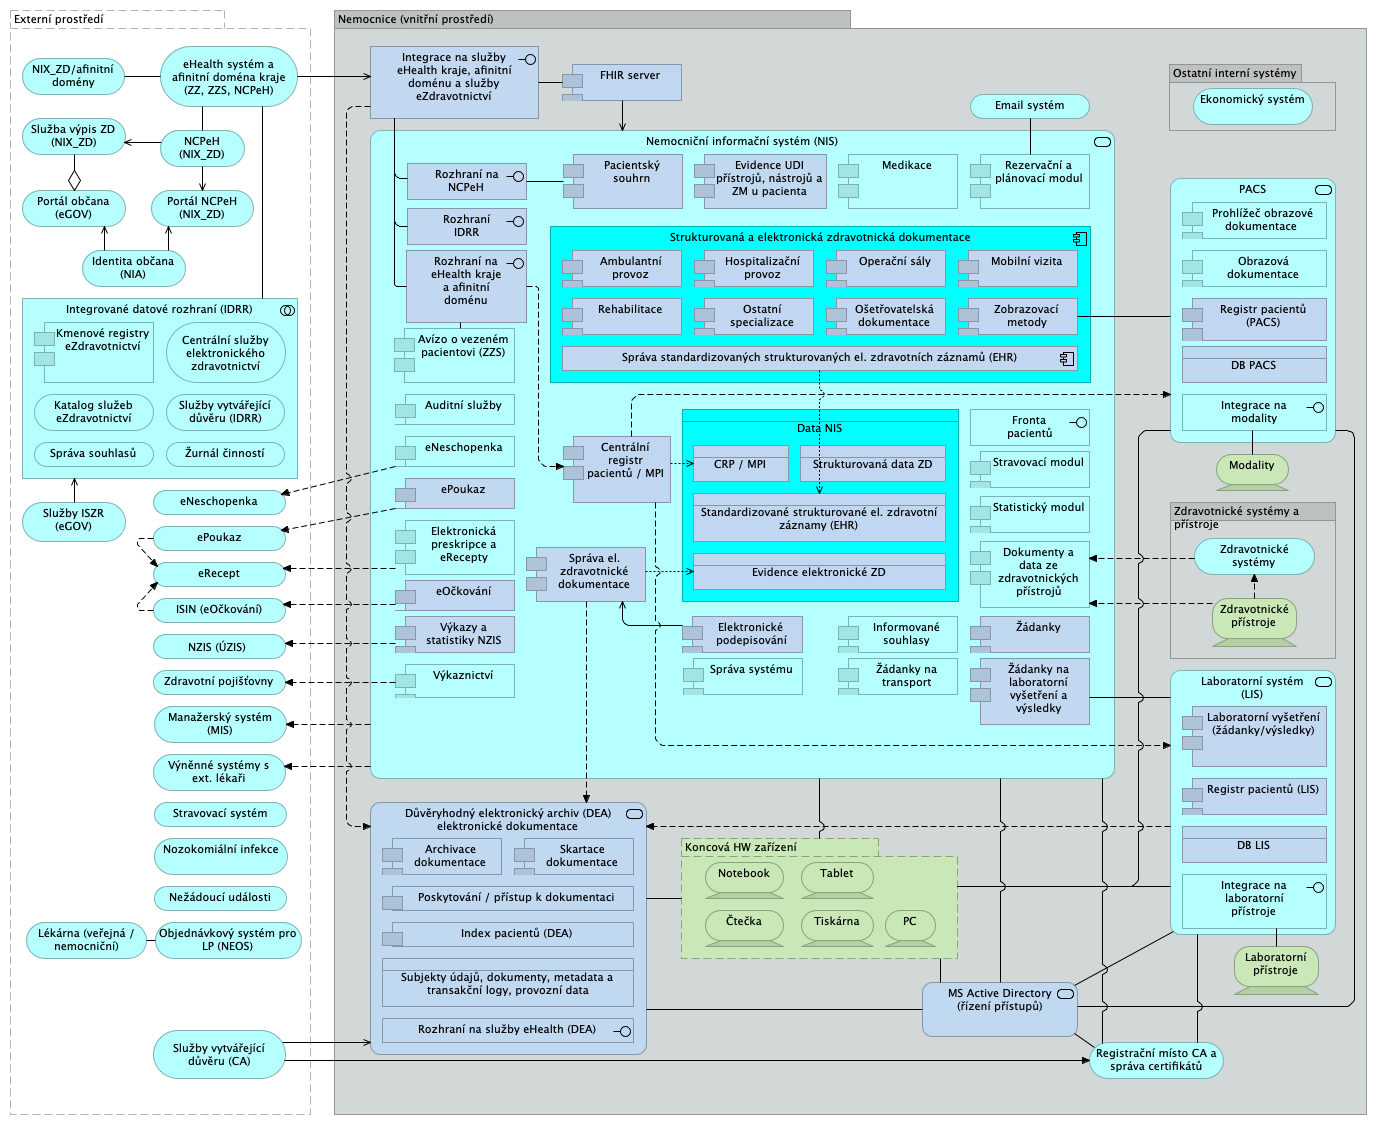 Externí prostředí
NIX_ZD/afinitní
domény
eHealth systém a
afinitní doména kraje
(ZZ, ZZS, NCPeH)
Služba výpis ZD
(NIX_ZD)
NCPeH
(NIX_ZD)
Portál občana
(eGOV)
Portál NCPeH
(NIX_ZD)
Identita občana
(NIA)
Integrované datové rozhraní (IDRR)
Kmenové registry
eZdravotnictví
Centrální služby
elektronického
zdravotnictví
Katalog služeb
eZdravotnictví
Služby vytvářející
důvěru (IDRR)
Správa souhlasů
Žurnál činností
Služby ISZR
(eGOV)
eNeschopenka
ePoukaz
eRecept
ISIN (eOčkování)
NZIS (ÚZIS)
Zdravotní pojišťovny
Manažerský systém
(MIS)
Výněnné systémy s
ext. lékaři
Stravovací systém
Nozokomiální infekce
Nežádoucí události
Lékárna (veřejná /
nemocniční)
Objednávkový systém pro
LP (NEOS)
Služby vytvářející
důvěru (CA)
Nemocnice (vnitřní prostředí)
Integrace na služby
eHealth kraje, afinitní
doménu a služby
eZdravotnictví
FHIR server
Email systém
Ostatní interní systémy
Ekonomický systém
Nemocniční informační systém (NIS)
Rozhraní na
NCPeH
Pacientský
souhrn
Evidence UDI
přístrojů, nástrojů a
ZM u pacienta
Medikace
Rezervační a
plánovací modul
Rozhraní
IDRR
Rozhraní na
eHealth kraje
a afinitní
doménu
Strukturovaná a elektronická zdravotnická dokumentace
Ambulantní
provoz
Hospitalizační
provoz
Operační sály
Mobilní vizita
Rehabilitace
Ostatní
specializace
Ošetřovatelská
dokumentace
Zobrazovací
metody
Správa standardizovaných strukturovaných el. zdravotních záznamů (EHR)
Avízo o vezeném
pacientovi (ZZS)
Auditní služby
eNeschopenka
ePoukaz
Elektronická
preskripce a
eRecepty
eOčkování
Výkazy a
statistiky NZIS
Výkaznictví
Centrální
registr
pacientů / MPI
Data NIS
CRP / MPI
Strukturovaná data ZD
Standardizované strukturované el. zdravotní
záznamy (EHR)
Evidence elektronické ZD
Správa el.
zdravotnické
dokumentace
Fronta
pacientů
Stravovací modul
Statistický modul
Dokumenty a
data ze
zdravotnických
přístrojů
Elektronické
podepisování
Informované
souhlasy
Žádanky
Správa systému
Žádanky na
transport
Žádanky na
laboratorní
vyšetření a
výsledky
PACS
Prohlížeč obrazové
dokumentace
Obrazová
dokumentace
Registr pacientů
(PACS)
DB PACS
Integrace na
modality
Modality
Zdravotnické systémy a
přístroje
Zdravotnické
systémy
Zdravotnické
přístroje
Laboratorní systém
(LIS)
Laboratorní vyšetření
(žádanky/výsledky)
Registr pacientů (LIS)
DB LIS
Integrace na
laboratorní
přístroje
Laboratorní
přístroje
Důvěryhodný elektronický archiv (DEA)
elektronické dokumentace
Archivace
dokumentace
Skartace
dokumentace
Poskytování / přístup k dokumentaci
Index pacientů (DEA)
Subjekty údajů, dokumenty, metadata a
transakční logy, provozní data
Rozhraní na služby eHealth (DEA)
Koncová HW zařízení
Notebook
Tablet
Čtečka
Tiskárna
PC
MS Active Directory
(řízení přístupů)
Registrační místo CA a
správa certifikátů